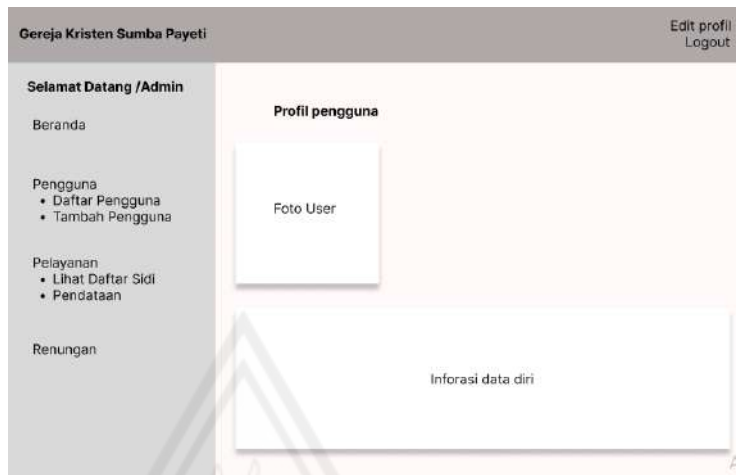 Gereja Kristen Sumba Payeti
Edit profil
Logout
Selamat Datang /Admin
Beranda
Pengguna
• Daftar Pengguna
• Tambah Pengguna
Pelayanan
• Lihat Daftar Sidi
• Pendataan
Renungan
Profil pengguna
Foto User
Inforasi data diri